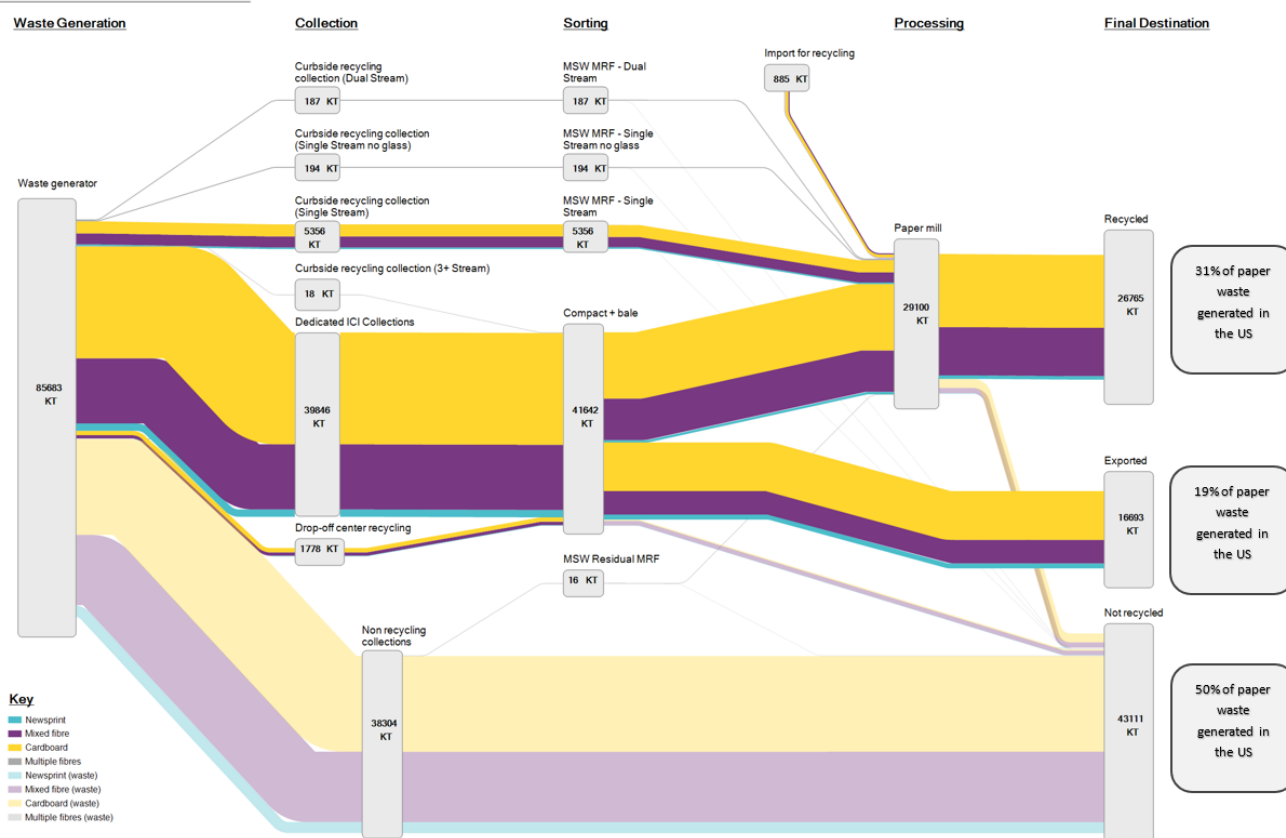 Waste Generation
Collection
Sorting
Processing
Final Destination
Curbside recycling
collection (Dual Stream)
187 KT
MSW MRF - Dual
Stream
187 KT
Import for recycling
885 KT
Curbside recycling collection
(Single Stream no glass)
194 KT
MSW MRF - Single
Stream no glass
194 KT
Waste generator
85683
KT
Curbside recycling collection
(Single Stream)
5356
KT
MSW MRF - Single
Stream
5356
KT
Paper mill
29100
KT
Recycled
26765
KT
31% of paper
waste
generated in
the US
Curbside recycling collection (3+ Stream)
18 KT
Dedicated ICI Collections
39846
KT
Compact + bale
41642
KT
Exported
16693
KT
19% of paper
waste
generated in
the US
Drop-off center recycling
1778 KT
MSW Residual MRF
16 KT
Non recycling
collections
38304
KT
Not recycled
43111
KT
50% of paper
waste
generated in
the US
Key
Newsprint
Mixed fibre
Cardboard
Multiple fibres
Newsprint (waste)
Mixed fibre (waste)
Cardboard (waste)
Multiple fibres (waste)